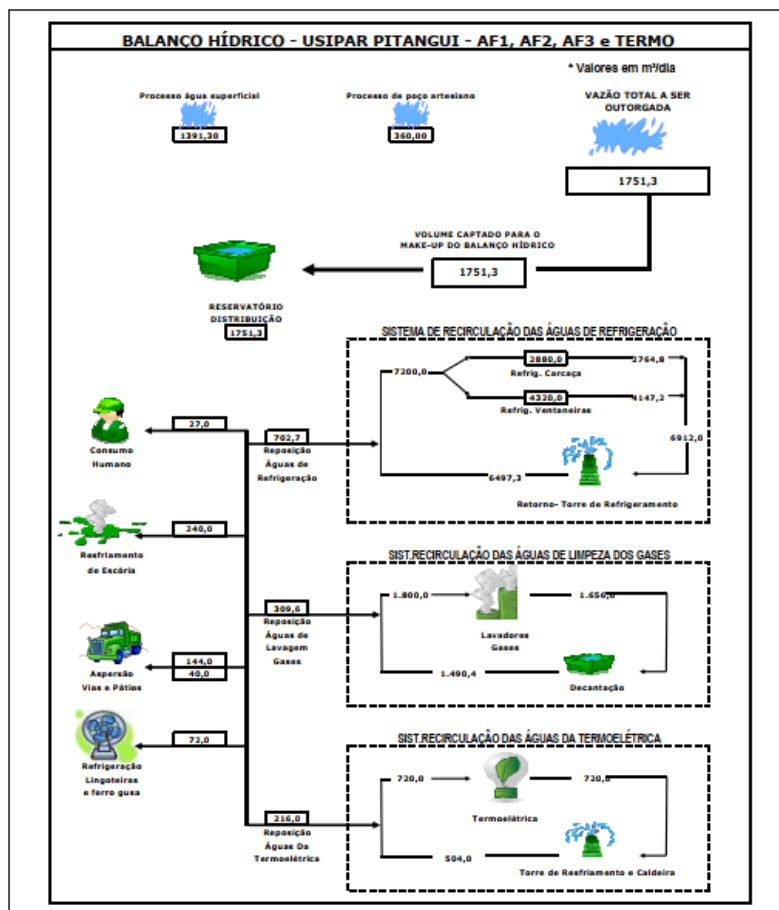 BALANÇO HÍDRICO - USIPAR PITANGUI - AF1, AF2, AF3 e TERMO
* Valores em m³/dia
Processo água superficial
1391,30
Processo de poço artesiano
360,00
VAZÃO TOTAL A SER
OUTORGADA
1751,3
VOLUME CAPTADO PARA O
MAKE-UP DO BALANÇO HÍDRICO
1751,3
RESERVATÓRIO
DISTRIBUIÇÃO
1751,3
SISTEMA DE RECIRCULAÇÃO DAS ÁGUAS DE REFRIGERAÇÃO
7200,0
2880,0
2764,8
Refrig. Carcaça
4320,0
4147,2
Refrig. Ventaneiras
6912,0
6497,3
Retorno- Torre de Refrigeramento
27,0
Consumo
Humano
702,7
Reposição
Águas de
Refrigeração
240,0
Resfriamento
de Escória
SIST.RECIRCULAÇÃO DAS ÁGUAS DE LIMPEZA DOS GASES
1.800,0
1.656,0
Lavadores
Gases
1.490,4
Decantação
309,6
Reposição
Águas de
Lavagem
Gases
144,0
40,0
Aspersão
Vias e Pátios
72,0
Refrigeração
Lingoteiras
e ferro gusa
SIST.RECIRCULAÇÃO DAS ÁGUAS DA TERMOELÉTRICA
720,0
720,0
Termoelétrica
504,0
Torre de Resfriamento e Caldeira
216,0
Reposição
Águas Da
Termoelétrica